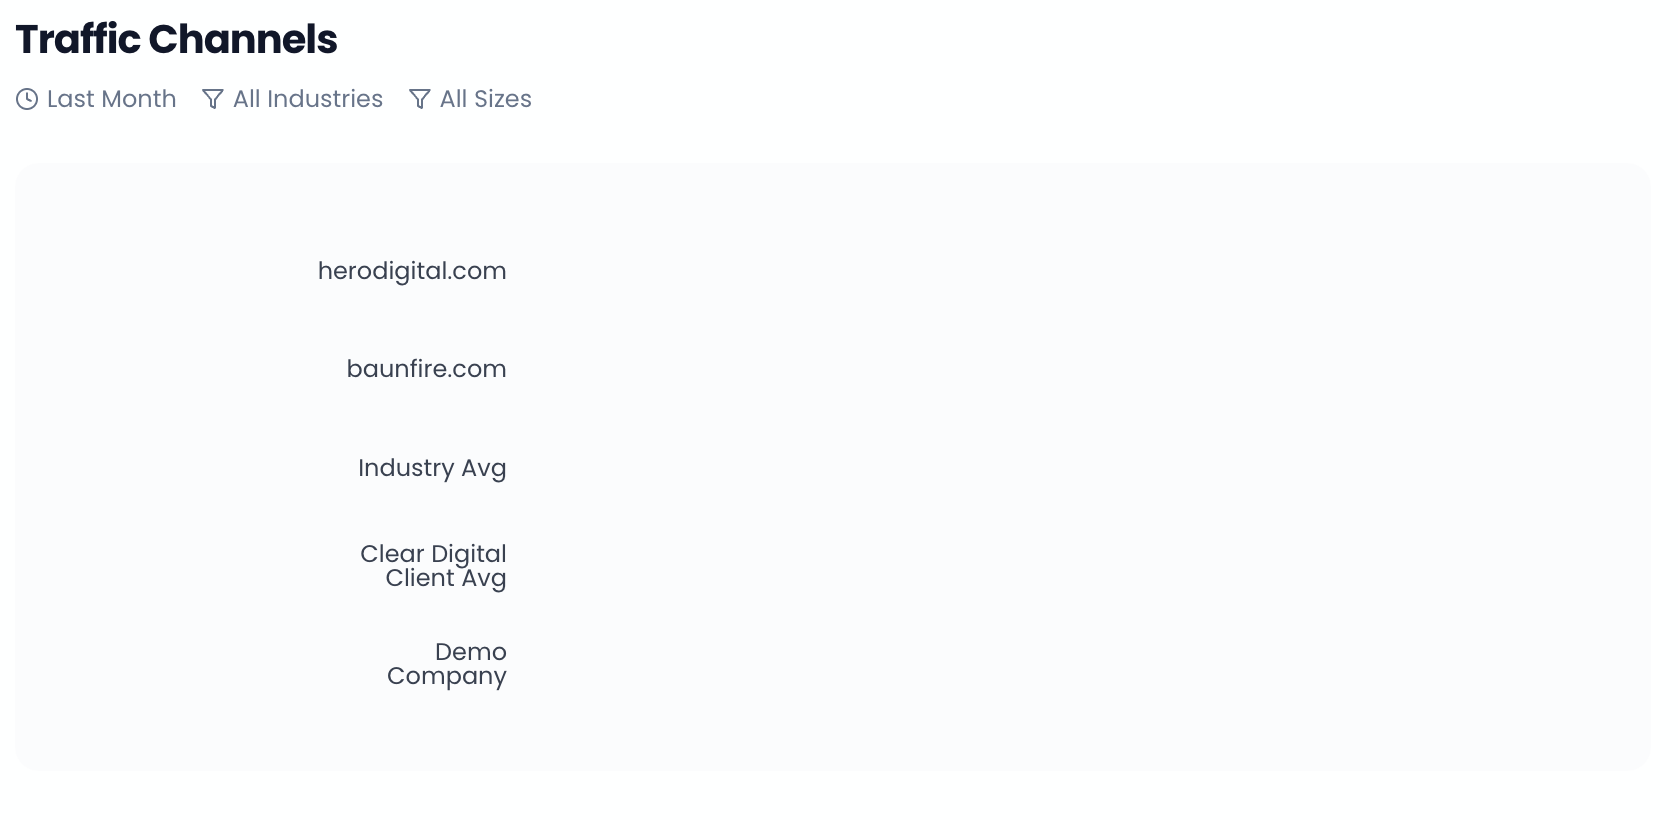 Traffic Channels
Last Month All Industries All Sizes
herodigital.com
baunfire.com
Industry Avg
Clear Digital
Client Avg
Demo
Company